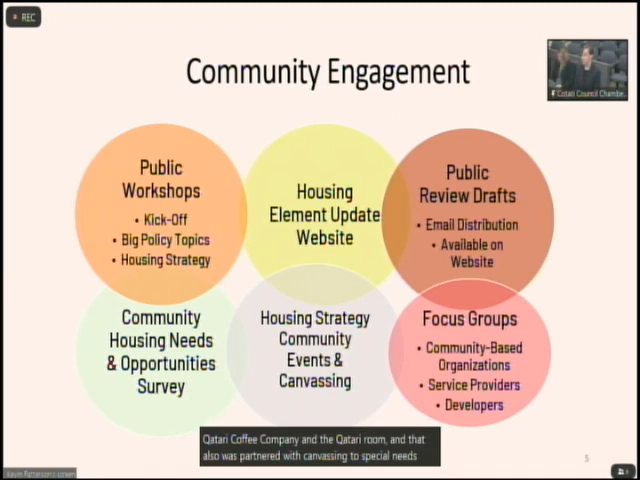 REC
Community Engagement
Cotati Council Chambe...
Public
Workshops
• Kick-Off
• Big Policy Topics
• Housing Strategy
Housing
Element Update
Website
Public
Review Drafts
• Email Distribution
• Available on
Website
Community
Housing Needs
& Opportunities
Survey
Housing Strategy
Community
Events &
Canvassing
Focus Groups
• Community-Based
Organizations
• Service Providers
• Developers
Qatari Coffee Company and the Qatari room, and that
also was partnered with canvassing to special needs
5